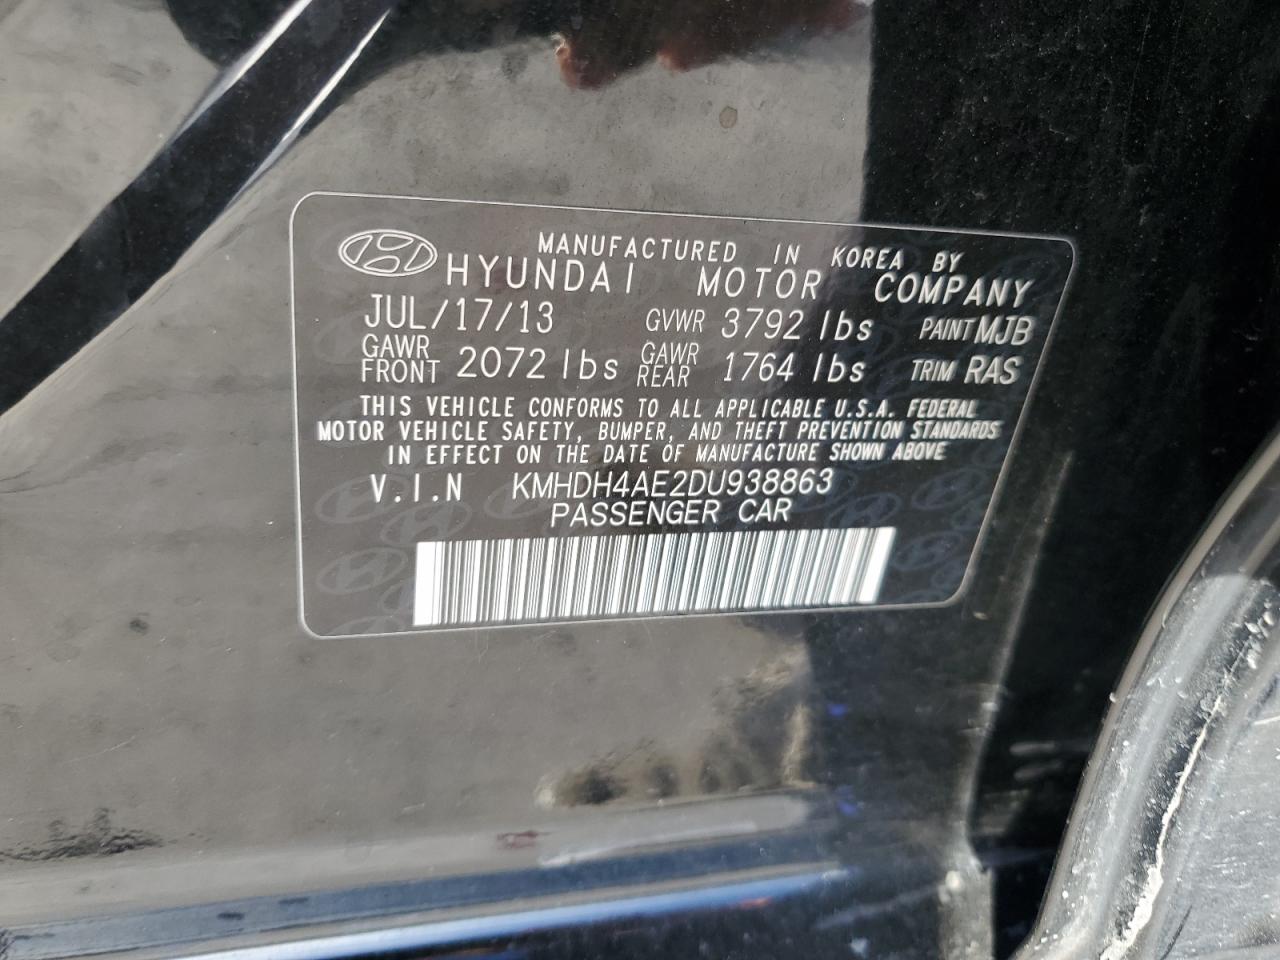 MANUFACTURED IN KOREA BY
HYUNDAI MOTOR COMPANY
JUL/17/13 GVWR 3792 lbs PAINT MJB
GAWR FRONT 2072 lbs GAWR REAR 1764 lbs TRIM RAS
THIS VEHICLE CONFORMS TO ALL APPLICABLE U.S.A. FEDERAL
MOTOR VEHICLE SAFETY, BUMPER, AND THEFT PREVENTION STANDARDS
IN EFFECT ON THE DATE OF MANUFACTURE SHOWN ABOVE
V.I.N KMHDH4AE2DU938863
PASSENGER CAR